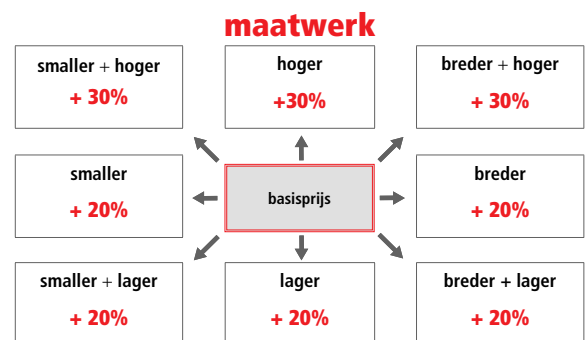 maatwerk
smaller + hoger
+ 30%
hoger
+30%
breder + hoger
+ 30%
smaller
+ 20%
basisprijs
breder
+ 20%
smaller + lager
+ 20%
lager
+ 20%
breder + lager
+ 20%